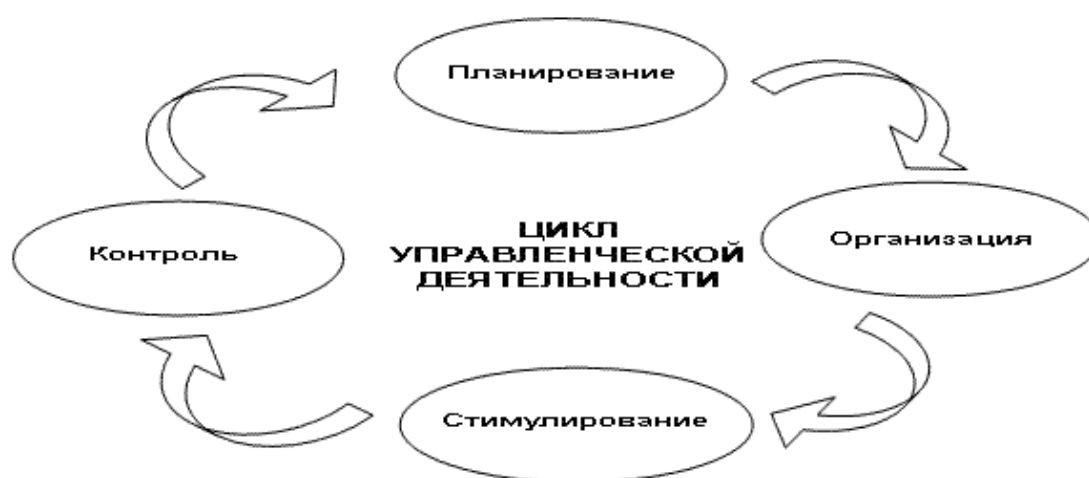 Планирование
Контроль
ЦИКЛ
УПРАВЛЕНЧЕСКОЙ
ДЕЯТЕЛЬНОСТИ
Организация
Стимулирование